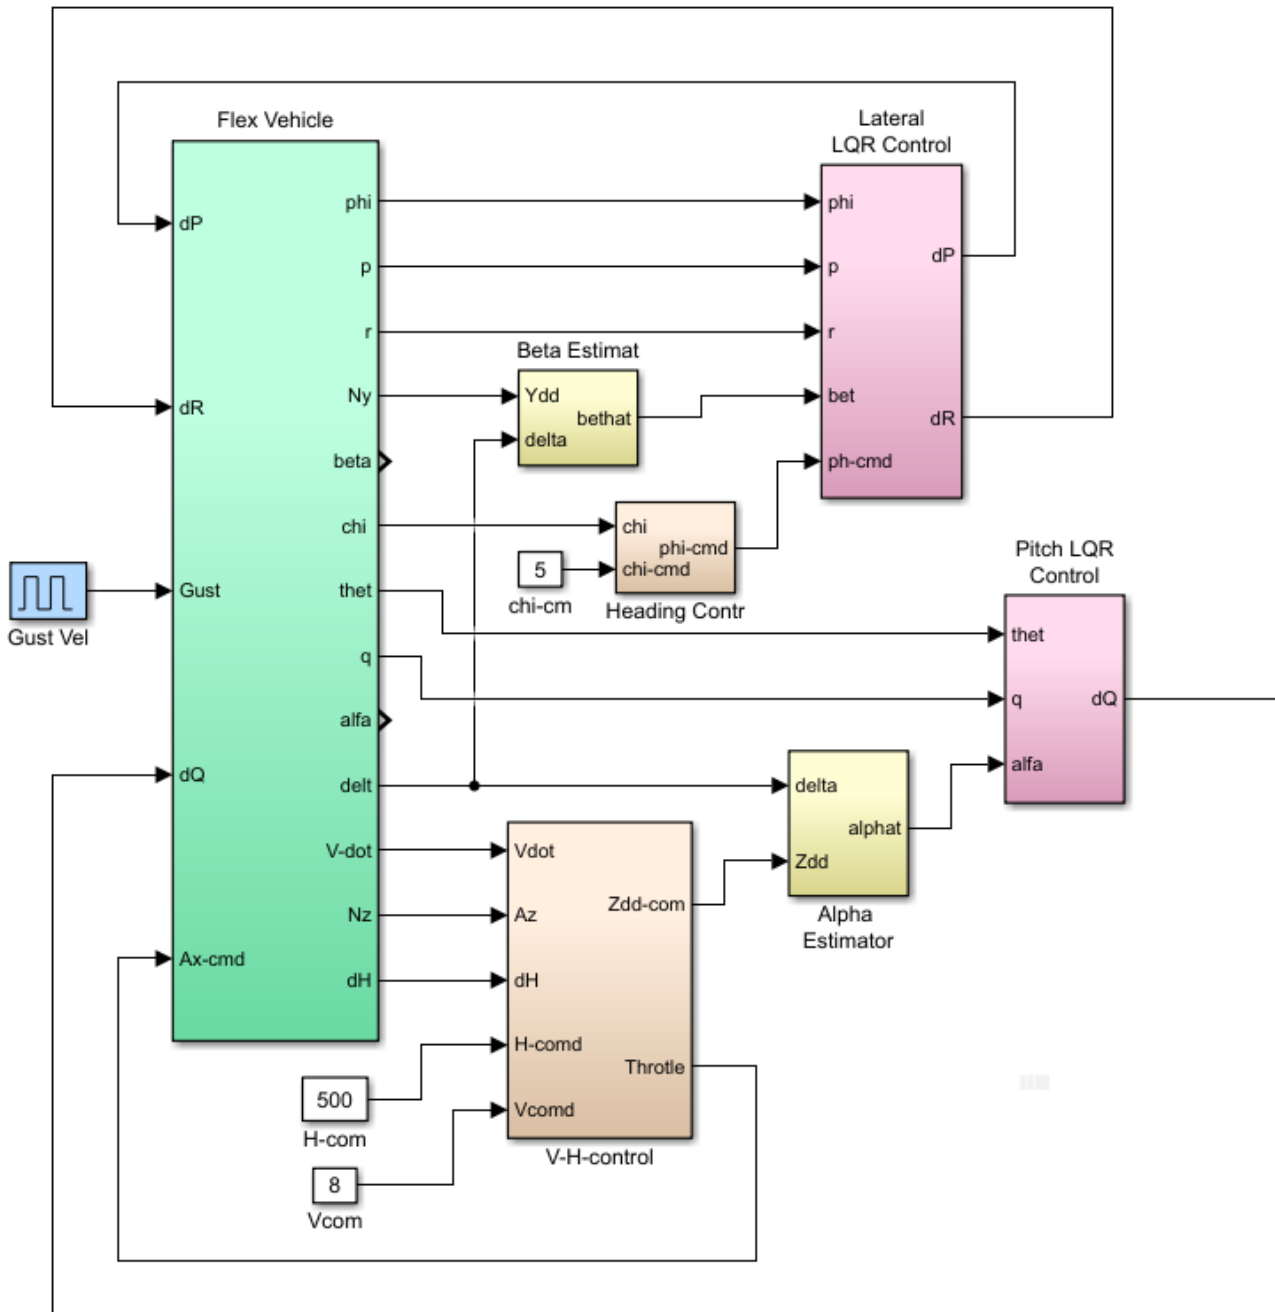 Flex Vehicle
dP
dR
Gust
dQ
Ax-cmd
phi
p
r
Ny
beta
chi
thet
q
alfa
delt
V-dot
Nz
dH
Gust Vel
Lateral
LQR Control
phi
p
r
bet
ph-cmd
dP
dR
Beta Estimat
Ydd
delta
bethat
chi
chi-cmd
phi-cmd
Heading Contr
5
chi-cm
Pitch LQR
Control
thet
q
alfa
dQ
delta
Zdd
alphat
Alpha
Estimator
Vdot
Az
dH
H-comd
Vcomd
Zdd-com
Throtle
V-H-control
500
H-com
8
Vcom